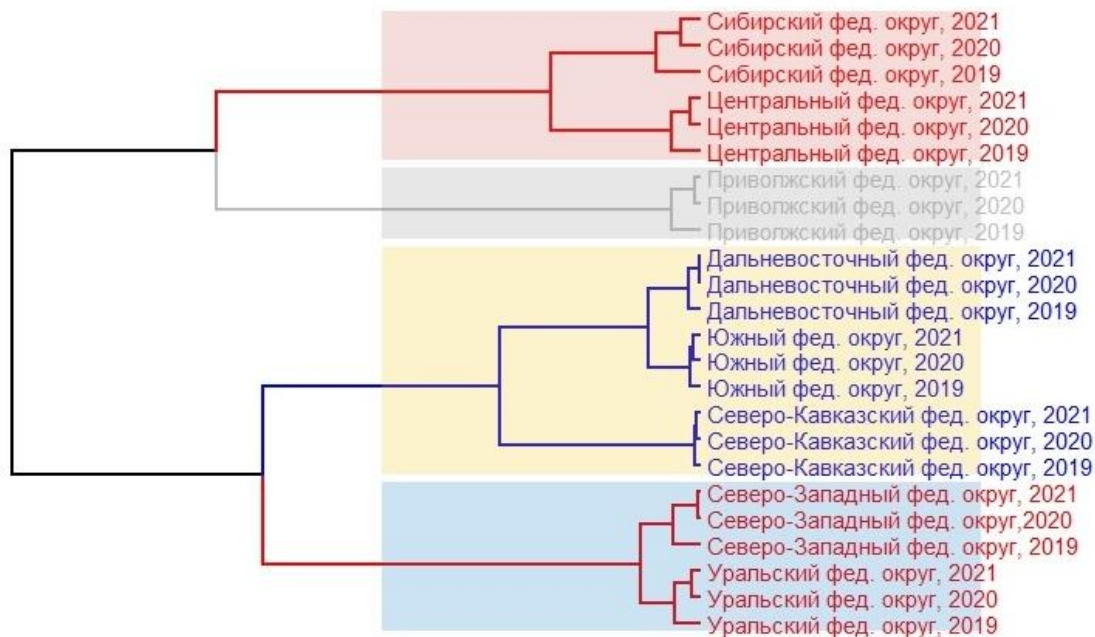 Сибирский фед. округ, 2021
Сибирский фед. округ, 2020
Сибирский фед. округ, 2019
Центральный фед. округ, 2021
Центральный фед. округ, 2020
Центральный фед. округ, 2019
Приволжский фед. округ, 2021
Приволжский фед. округ, 2020
Приволжский фед. округ, 2019
Дальневосточный фед. округ, 2021
Дальневосточный фед. округ, 2020
Дальневосточный фед. округ, 2019
Южный фед. округ, 2021
Южный фед. округ, 2020
Южный фед. округ, 2019
Северо-Кавказский фед. округ, 2021
Северо-Кавказский фед. округ, 2020
Северо-Кавказский фед. округ, 2019
Северо-Западный фед. округ, 2021
Северо-Западный фед. округ,2020
Северо-Западный фед. округ, 2019
Уральский фед. округ, 2021
Уральский фед. округ, 2020
Уральский фед. округ, 2019